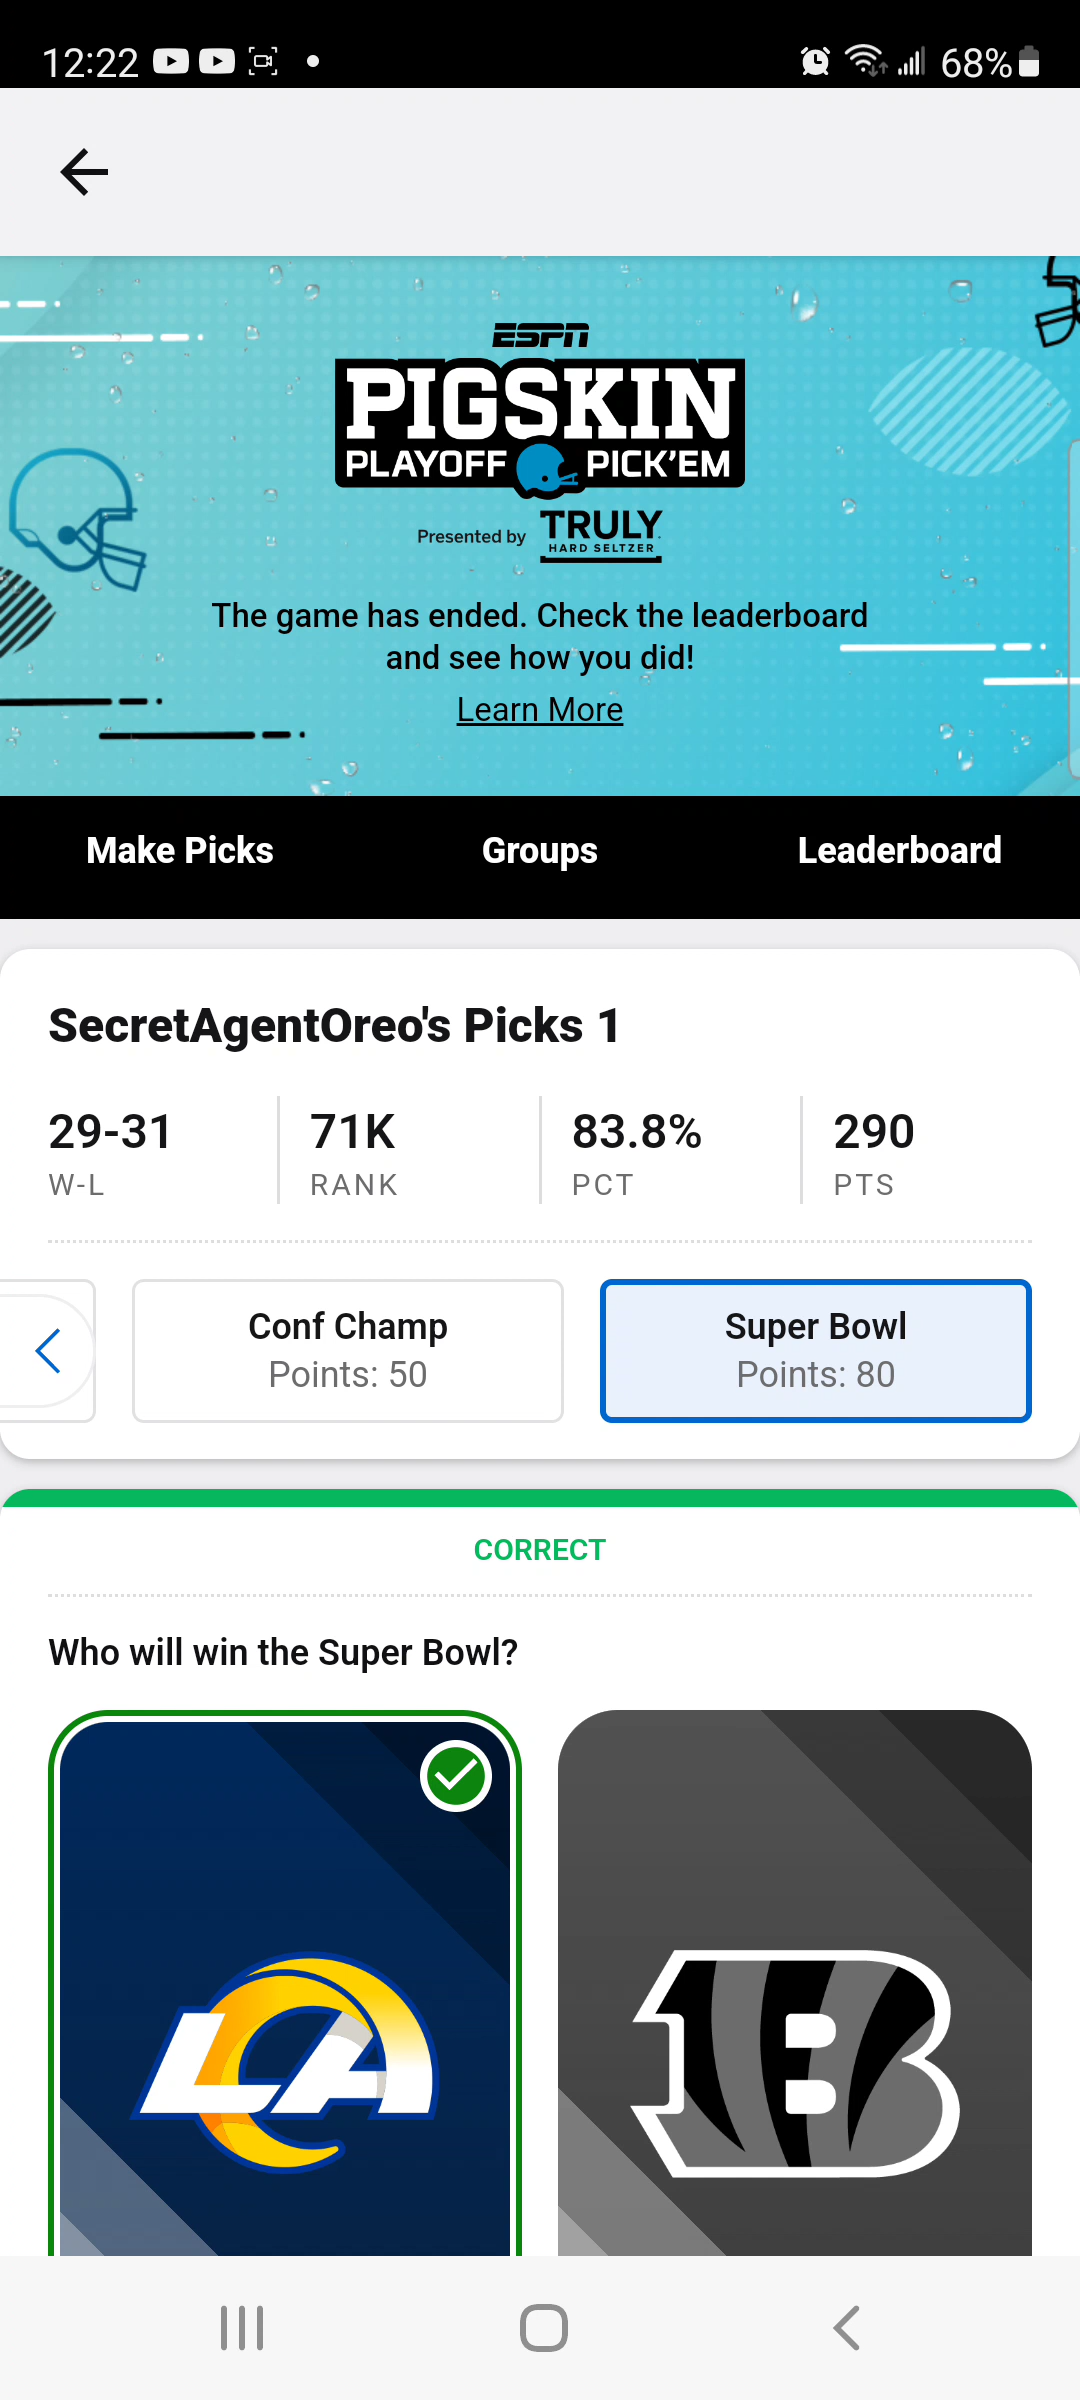 12:22
68%
ESPN
PIGSKIN
PLAYOFF PICK'EM
Presented by TRULY
HARD SELTZER
The game has ended. Check the leaderboard
and see how you did!
Learn More
Make Picks Groups Leaderboard
SecretAgentOreo's Picks 1
29-31 71K 83.8% 290
W-L RANK PCT PTS
Conf Champ Super Bowl
Points: 50 Points: 80
CORRECT
Who will win the Super Bowl?
LA B